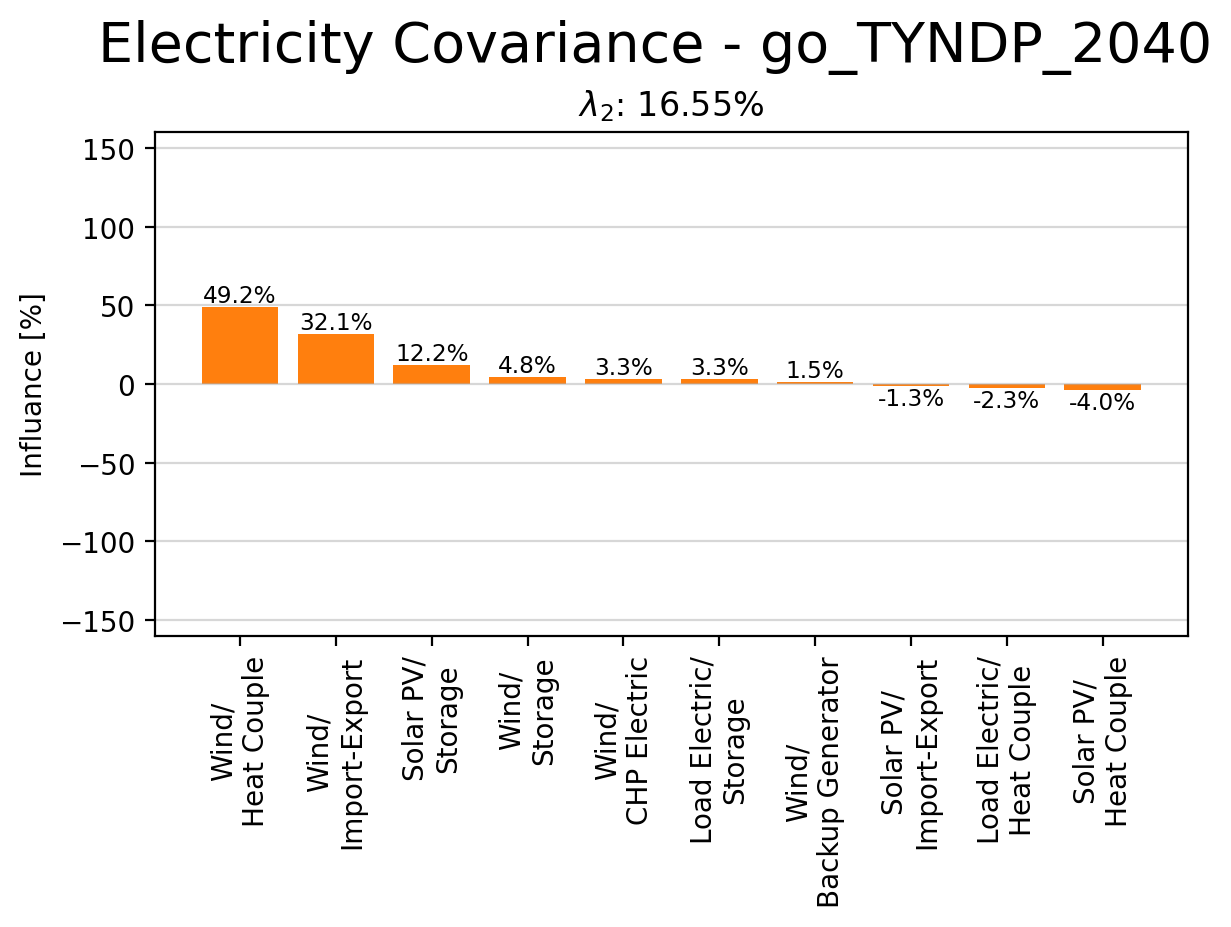 Electricity Covariance - go_TYNDP_2040
λ2: 16.55%
Influance [%]
150
100
50
0
−50
−100
−150
49.2%
32.1%
12.2%
4.8%
3.3%
3.3%
1.5%
-1.3%
-2.3%
-4.0%
Wind/
Heat Couple
Wind/
Import-Export
Solar PV/
Storage
Wind/
Storage
Wind/
CHP Electric
Load Electric/
Storage
Wind/
Backup Generator
Solar PV/
Import-Export
Load Electric/
Heat Couple
Solar PV/
Heat Couple